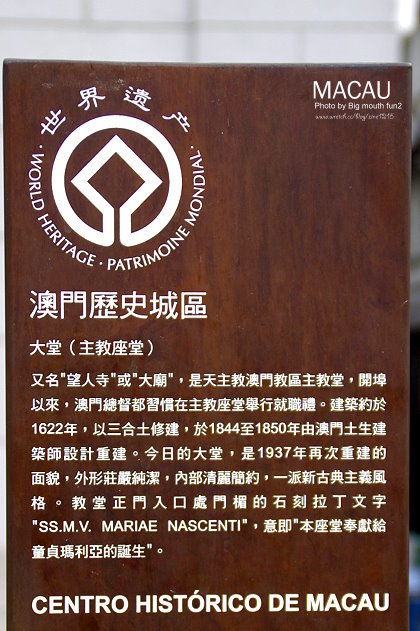 MACAU
Photo by Big mouth fun2
世界遗产
· WORLD HERITAGE · PATRIMOINE MONDIAL ·
澳門歷史城區
大堂（主教座堂）
又名"望人寺"或"大廟"，是天主教澳門教區主教堂，開埠
以來，澳門總督都習慣在主教座堂舉行就職禮。建築約於
1622年，以三合土修建，於1844至1850年由澳門土生建
築師設計重建。今日的大堂，是1937年再次重建的
面貌，外形莊嚴純潔，內部清麗簡約，一派新古典主義風
格。教堂正門入口處門楣的石刻拉丁文字
"SS.M.V. MARIAE NASCENTI"，意即"本座堂奉獻給
童貞瑪利亞的誕生"。
CENTRO HISTÓRICO DE MACAU